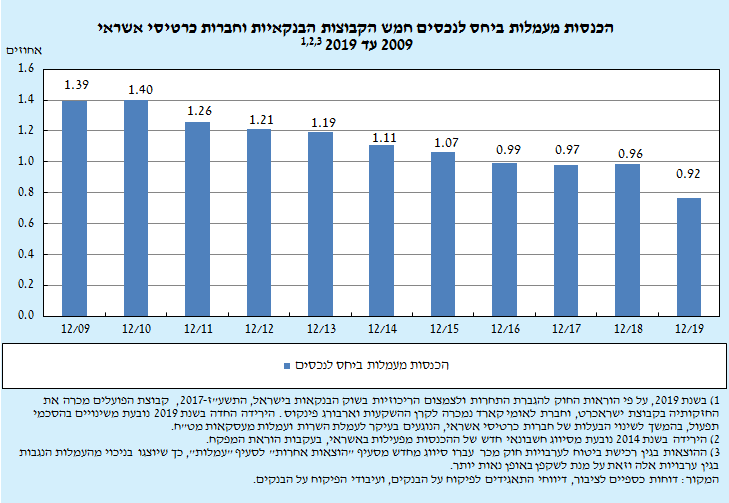 הכנסות מעמלות ביחס לנכסים חמש הקבוצות הבנקאיות וחברות כרטיסי אשראי
2009 עד 2019 1,2,3
אחוזים
1.6
1.4
1.2
1.0
0.8
0.6
0.4
0.2
0.0
1.39
1.40
1.26
1.21
1.19
1.11
1.07
0.99
0.97
0.96
0.92
12/09
12/10
12/11
12/12
12/13
12/14
12/15
12/16
12/17
12/18
12/19
הכנסות מעמלות ביחס לנכסים
1) בשנת 2019, על פי הוראות החוק להגברת התחרות ולצמצום הריכוזיות בשוק הבנקאות בישראל, התשע"ז-2017, קבוצת הפועלים מכרה את
החזקותיה בקבוצת ישראכרט, וחברת לאומי קארד נמכרה לקרן ההשקעות וארבורג פינקוס. הירידה החדה בשנת 2019 נובעת משינויים בהסכמי
תפעול, בהמשך לשינוי הבעלות של חברות כרטיסי אשראי, הנוגעים בעיקר לעמלת השרות ועמלות מעסקאות מט"ח.
2) הירידה בשנת 2014 נובעת מסיווג חשבונאי חדש של ההכנסות מפעילות באשראי, בעקבות הוראת המפקח.
3) ההוצאות בגין רכישת ביטוח לערבויות חוק מכר עברו סיווג מחדש מסעיף "הוצאות אחרות" לסעיף "עמלות", כך שיוצגו בניכוי מהעמלות הנגבות
בגין ערבויות אלה וזאת על מנת לשקפן באופן נאות יותר.
המקור: דוחות כספיים לציבור, דיווחי התאגידים לפיקוח על הבנקים, ועיבודי הפיקוח על הבנקים.